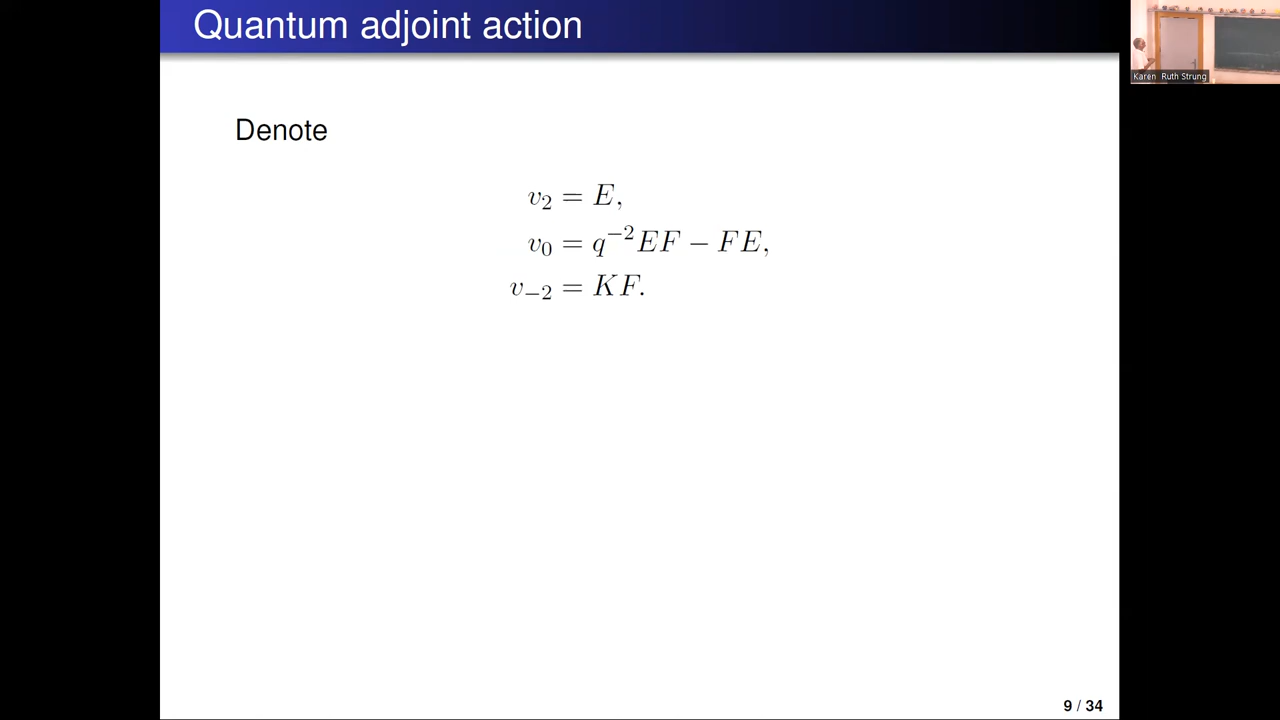 Quantum adjoint action
Karen Ruth Strung
Denote
v₂ = E,
v₀ = q⁻²EF − FE,
v₋₂ = KF.
9 / 34